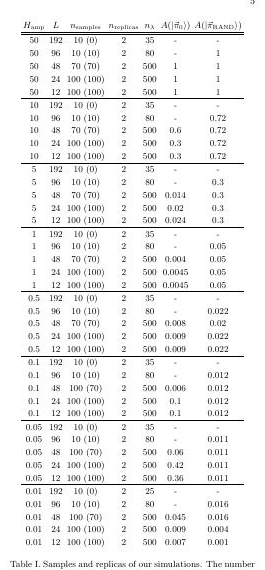 5
H_amp L n_samples n_replicas n_λ A(|π⃗_0⟩) A(|π⃗_RAND⟩)
50 192 10 (0) 2 35 - -
50 96 10 (10) 2 80 - 1
50 48 70 (70) 2 500 1 1
50 24 100 (100) 2 500 1 1
50 12 100 (100) 2 500 1 1
10 192 10 (0) 2 35 - -
10 96 10 (10) 2 80 - 0.72
10 48 70 (70) 2 500 0.6 0.72
10 24 100 (100) 2 500 0.3 0.72
10 12 100 (100) 2 500 0.3 0.72
5 192 10 (0) 2 35 - -
5 96 10 (10) 2 80 - 0.3
5 48 70 (70) 2 500 0.014 0.3
5 24 100 (100) 2 500 0.02 0.3
5 12 100 (100) 2 500 0.024 0.3
1 192 10 (0) 2 35 - -
1 96 10 (10) 2 80 - 0.05
1 48 70 (70) 2 500 0.004 0.05
1 24 100 (100) 2 500 0.0045 0.05
1 12 100 (100) 2 500 0.0045 0.05
0.5 192 10 (0) 2 35 - -
0.5 96 10 (10) 2 80 - 0.022
0.5 48 70 (70) 2 500 0.008 0.02
0.5 24 100 (100) 2 500 0.009 0.022
0.5 12 100 (100) 2 500 0.009 0.022
0.1 192 10 (0) 2 35 - -
0.1 96 10 (10) 2 80 - 0.012
0.1 48 100 (70) 2 500 0.006 0.012
0.1 24 100 (100) 2 500 0.1 0.012
0.1 12 100 (100) 2 500 0.1 0.012
0.05 192 10 (0) 2 35 - -
0.05 96 10 (10) 2 80 - 0.011
0.05 48 100 (70) 2 500 0.06 0.011
0.05 24 100 (100) 2 500 0.42 0.011
0.05 12 100 (100) 2 500 0.36 0.011
0.01 192 10 (0) 2 25 - -
0.01 96 10 (10) 2 80 - 0.016
0.01 48 100 (70) 2 500 0.045 0.016
0.01 24 100 (100) 2 500 0.009 0.004
0.01 12 100 (100) 2 500 0.007 0.001
Table I. Samples and replicas of our simulations. The number